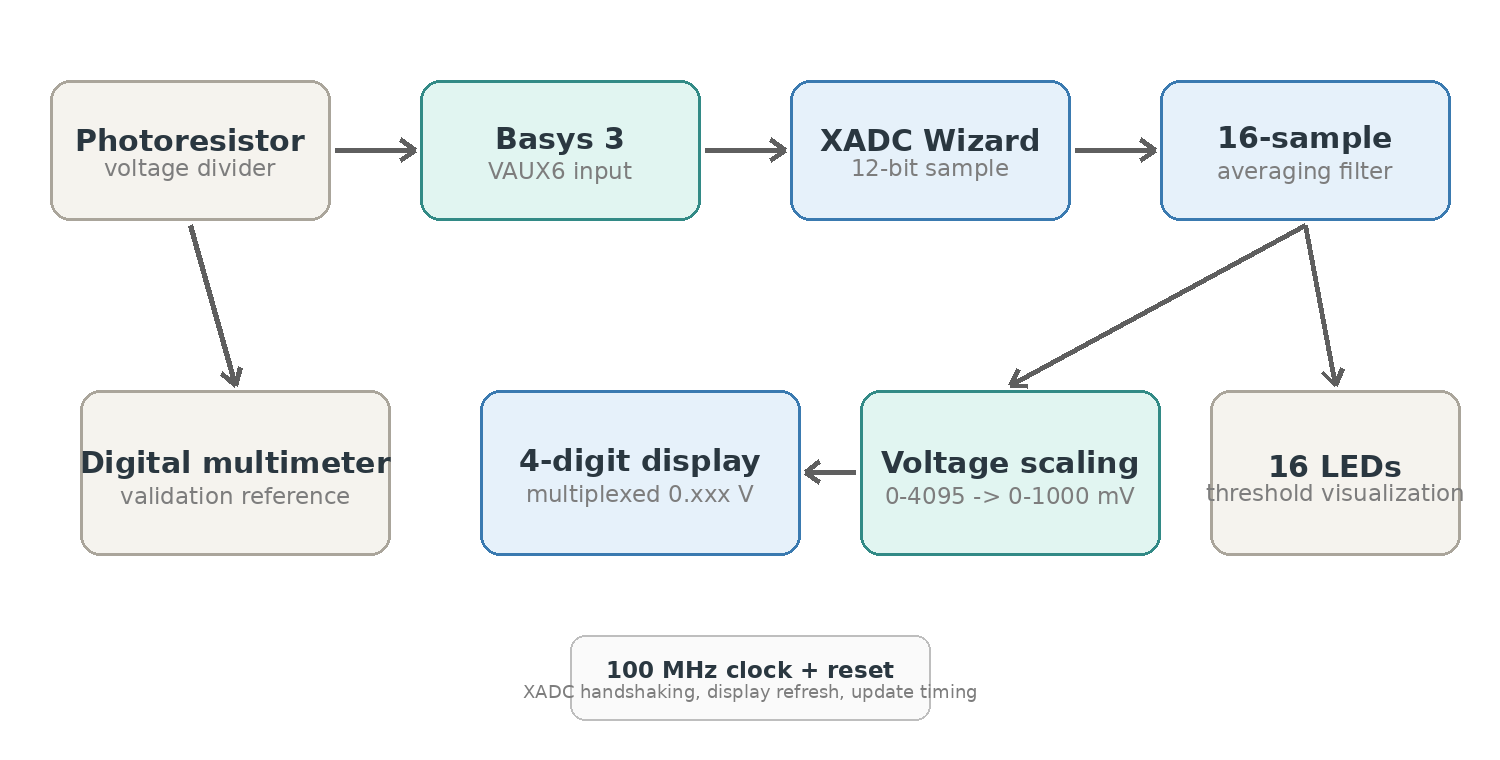 Photoresistor
voltage divider
Basys 3
VAUX6 input
XADC Wizard
12-bit sample
16-sample
averaging filter
Digital multimeter
validation reference
4-digit display
multiplexed 0.xxx V
Voltage scaling
0-4095 -> 0-1000 mV
16 LEDs
threshold visualization
100 MHz clock + reset
XADC handshaking, display refresh, update timing